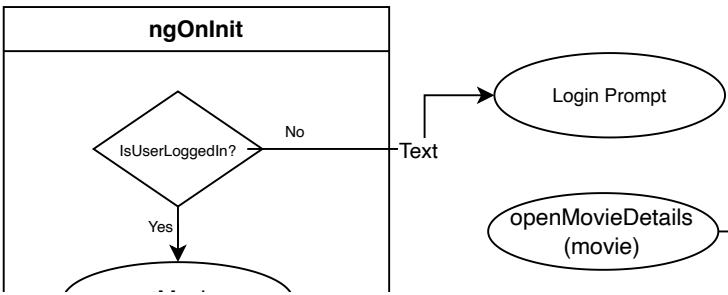 ngOnInit
IsUserLoggedIn?
No
Text
Login Prompt
Yes
openMovieDetails
(movie)